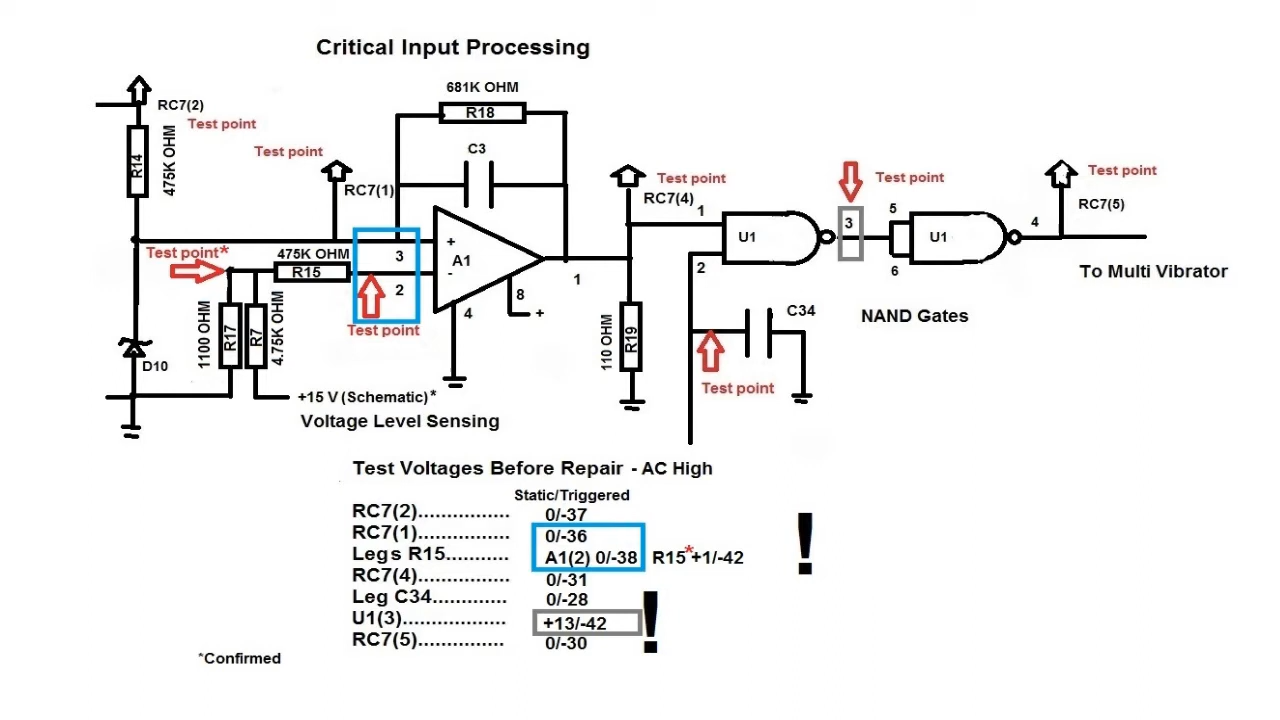 Critical Input Processing
681K OHM
RC7(2)
R18
Test point
R14
475K OHM
Test point
C3
RC7(1)
Test point
RC7(4)
Test point
Test point
RC7(5)
1
3
5
4
U1
U1
2
6
Test point*
475K OHM
R15
+
3
A1
-
2
1
8
+
4
Test point
To Multi Vibrator
1100 OHM
R17
R7
4.75K OHM
110 OHM
R19
C34
NAND Gates
D10
Test point
+15 V (Schematic)*
Voltage Level Sensing
Test Voltages Before Repair - AC High
Static/Triggered
RC7(2)................ 0/-37
RC7(1)................ 0/-36
Legs R15........... A1(2) 0/-38 R15*+1/-42 !
RC7(4)................ 0/-31
Leg C34............. 0/-28
U1(3).................. +13/-42 !
RC7(5)............... 0/-30
*Confirmed